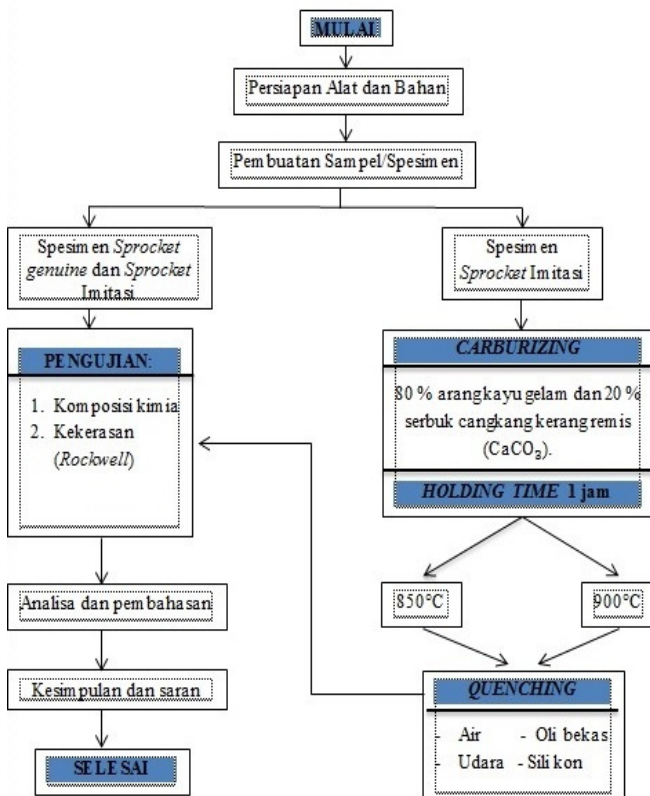 MULAI
Persiapan Alat dan Bahan
Pembuatan Sampel/Spesimen
Spesimen Sprocket
genuine dan Sprocket
Imitasi
Spesimen
Sprocket Imitasi
PENGUJIAN:
1. Komposisi kimia
2. Kekerasan
(Rockwell)
CARBURIZING
80 % arang kayu gelam dan 20 %
serbuk cangkang kerang remis
(CaCO₃).
HOLDING TIME 1 jam
850°C
900°C
Analisa dan pembahasan
Kesimpulan dan saran
SELESAI
QUENCHING
- Air - Oli bekas
- Udara - Silikon